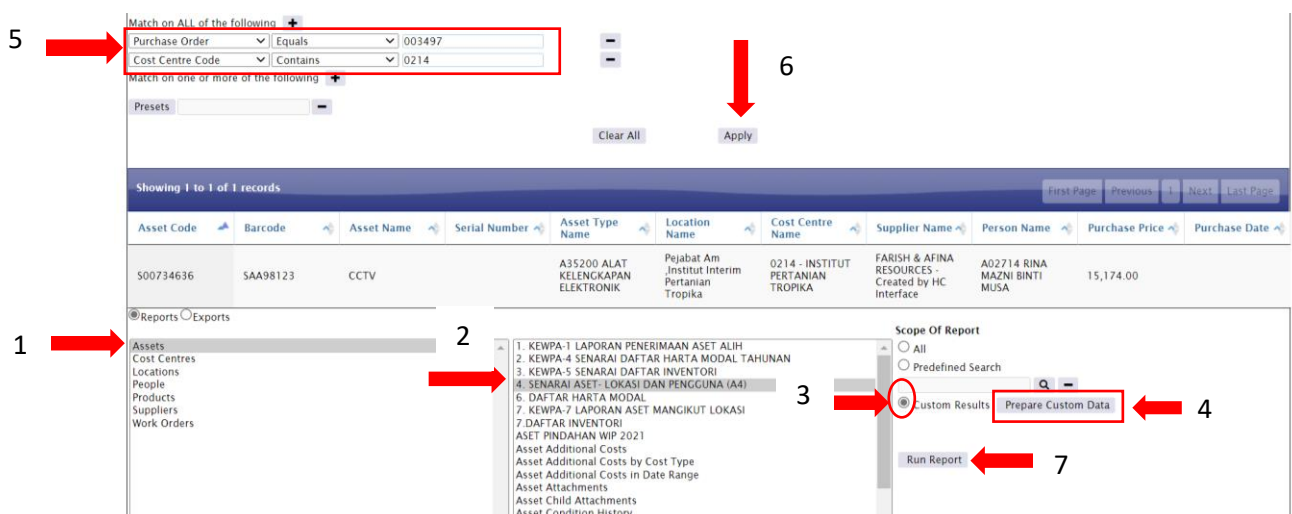 Match on ALL of the following +
5
Purchase Order Equals 003497 −
Cost Centre Code Contains 0214 −
Match on one or more of the following +
6
Presets −
Clear All Apply
Showing 1 to 1 of 1 records First Page Previous 1 Next Last Page
Asset Code Barcode Asset Name Serial Number Asset Type Name Location Name Cost Centre Name Supplier Name Person Name Purchase Price Purchase Date
S00734636 SAA98123 CCTV A35200 ALAT KELENGKAPAN ELEKTRONIK Pejabat Am ,Institut Interim Pertanian Tropika 0214 - INSTITUT PERTANIAN TROPIKA FARISH & AFINA RESOURCES - Created by HC Interface A02714 RINA MAZNI BINTI MUSA 15,174.00
Reports Exports
1
Assets
Cost Centres
Locations
People
Products
Suppliers
Work Orders
2
1. KEWPA-1 LAPORAN PENERIMAAN ASET ALIH
2. KEWPA-4 SENARAI DAFTAR HARTA MODAL TAHUNAN
3. KEWPA-5 SENARAI DAFTAR INVENTORI
4. SENARAI ASET- LOKASI DAN PENGGUNA (A4)
6. DAFTAR HARTA MODAL
7. KEWPA-7 LAPORAN ASET MANGIKUT LOKASI
7.DAFTAR INVENTORI
ASET PINDAHAN WIP 2021
Asset Additional Costs
Asset Additional Costs by Cost Type
Asset Additional Costs in Date Range
Asset Attachments
Asset Child Attachments
Asset Condition History
Scope Of Report
All
Predefined Search
−
3
Custom Results Prepare Custom Data
4
Run Report
7